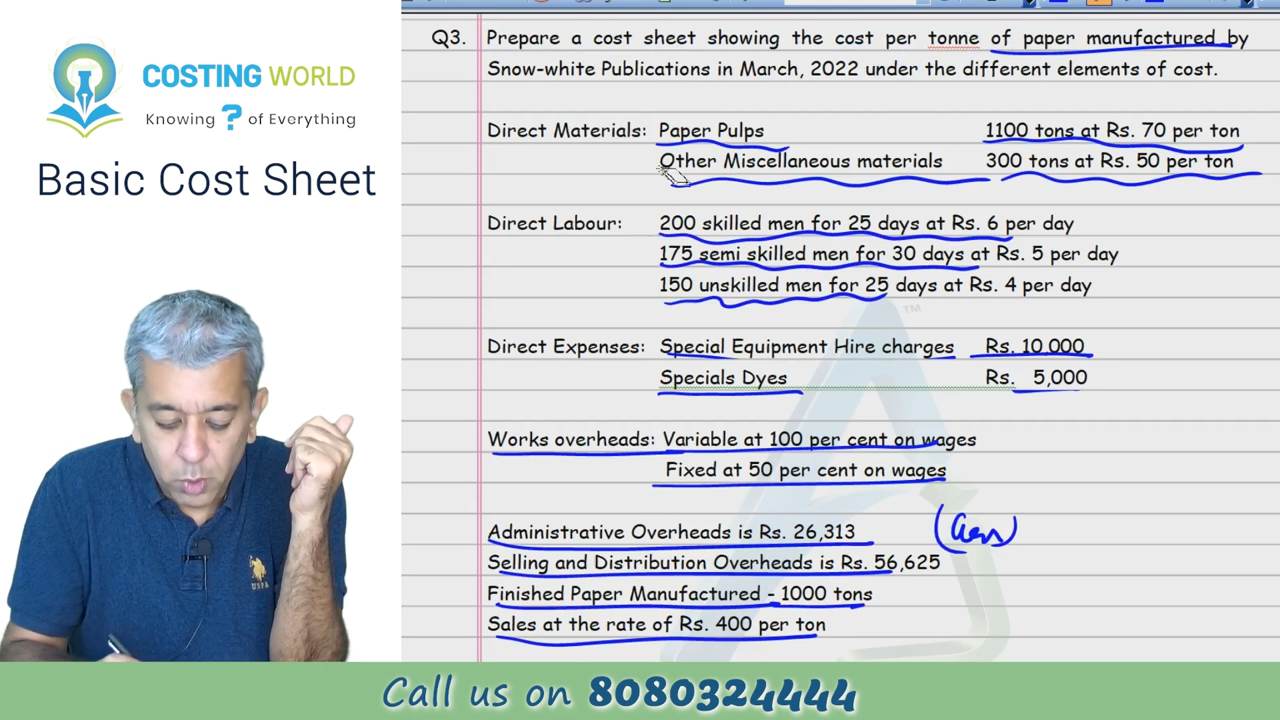 COSTING WORLD
Knowing ? of Everything
Basic Cost Sheet
Q3. Prepare a cost sheet showing the cost per tonne of paper manufactured by
Snow-white Publications in March, 2022 under the different elements of cost.
Direct Materials: Paper Pulps 1100 tons at Rs. 70 per ton
Other Miscellaneous materials 300 tons at Rs. 50 per ton
Direct Labour: 200 skilled men for 25 days at Rs. 6 per day
175 semi skilled men for 30 days at Rs. 5 per day
150 unskilled men for 25 days at Rs. 4 per day
Direct Expenses: Special Equipment Hire charges Rs. 10,000
Specials Dyes Rs. 5,000
Works overheads: Variable at 100 per cent on wages
Fixed at 50 per cent on wages
Administrative Overheads is Rs. 26,313
Selling and Distribution Overheads is Rs. 56,625
Finished Paper Manufactured - 1000 tons
Sales at the rate of Rs. 400 per ton
TM
USPA
Call us on 8080324444